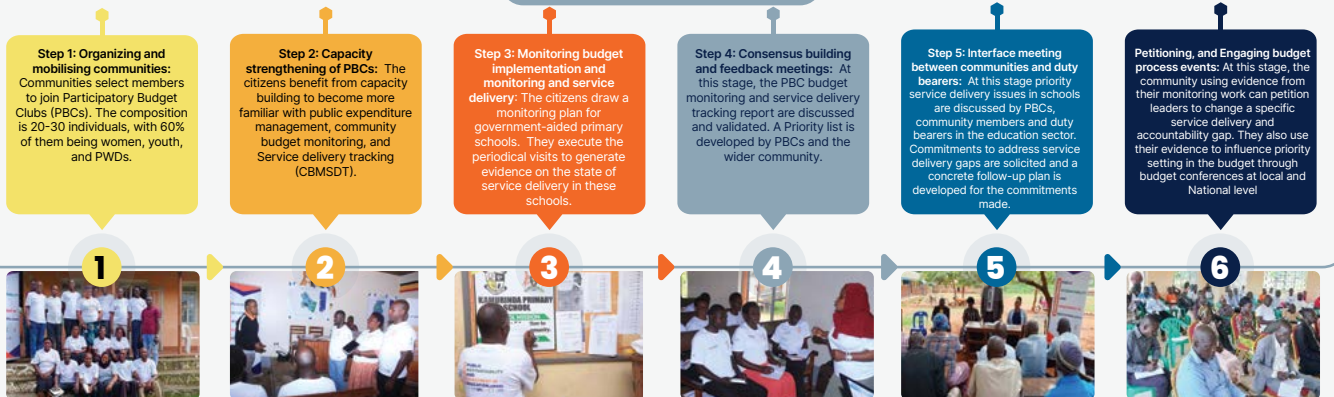 Step 1: Organizing and
mobilising communities:
Communities select members
to join Participatory Budget
Clubs (PBCs). The composition
is 20-30 individuals, with 60%
of them being women, youth,
and PWDs.
Step 2: Capacity
strengthening of PBCs: The
citizens benefit from capacity
building to become more
familiar with public expenditure
management, community
budget monitoring, and
Service delivery tracking
(CBMSDT).
Step 3: Monitoring budget
implementation and
monitoring and service
delivery: The citizens draw a
monitoring plan for
government-aided primary
schools. They execute the
periodical visits to generate
evidence on the state of
service delivery in these
schools.
Step 4: Consensus building
and feedback meetings: At
this stage, the PBC budget
monitoring and service delivery
tracking report are discussed
and validated. A Priority list is
developed by PBCs and the
wider community.
Step 5: Interface meeting
between communities and duty
bearers: At this stage priority
service delivery issues in schools
are discussed by PBCs,
community members and duty
bearers in the education sector.
Commitments to address service
delivery gaps are solicited and a
concrete follow-up plan is
developed for the commitments
made.
Petitioning, and Engaging budget
process events: At this stage, the
community using evidence from
their monitoring work can petition
leaders to change a specific
service delivery and
accountability gap. They also use
their evidence to influence priority
setting in the budget through
budget conferences at local and
National level
1
2
3
4
5
6
PRIMARY
SCHOOL
MISSION